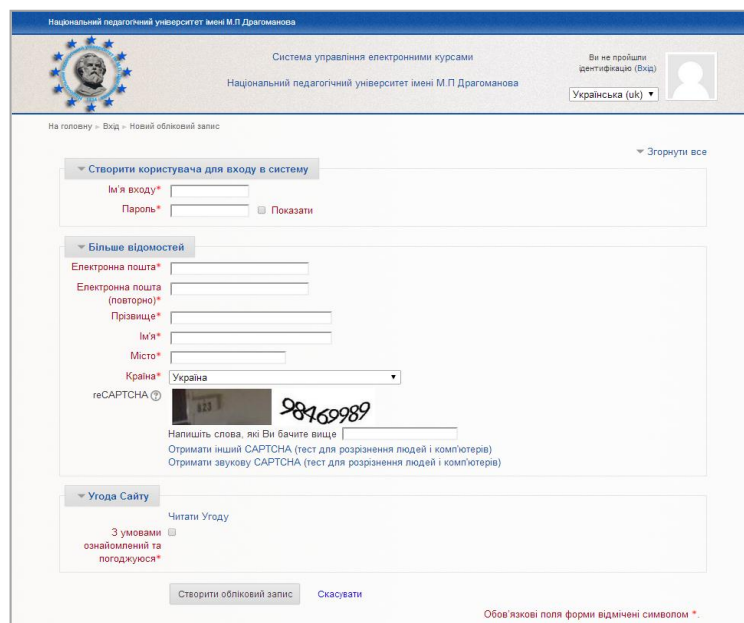 Національний педагогічний університет імені М.П Драгоманова
Система управління електронними курсами
Національний педагогічний університет імені М.П Драгоманова
Ви не пройшли
ідентифікацію (Вхід)
Українська (uk)
На головну ▹ Вхід ▹ Новий обліковий запис
Згорнути все
Створити користувача для входу в систему
Ім'я входу*
Пароль*
Показати
Більше відомостей
Електронна пошта*
Електронна пошта
(повторно)*
Прізвище*
Ім'я*
Місто*
Країна*
Україна
reCAPTCHA
623
98469989
Напишіть слова, які Ви бачите вище
Отримати інший CAPTCHA (тест для розрізнення людей і комп'ютерів)
Отримати звукову CAPTCHA (тест для розрізнення людей і комп'ютерів)
Угода Сайту
Читати Угоду
З умовами
ознайомлений та
погоджуюся*
Створити обліковий запис
Скасувати
Обов'язкові поля форми відмічені символом *.